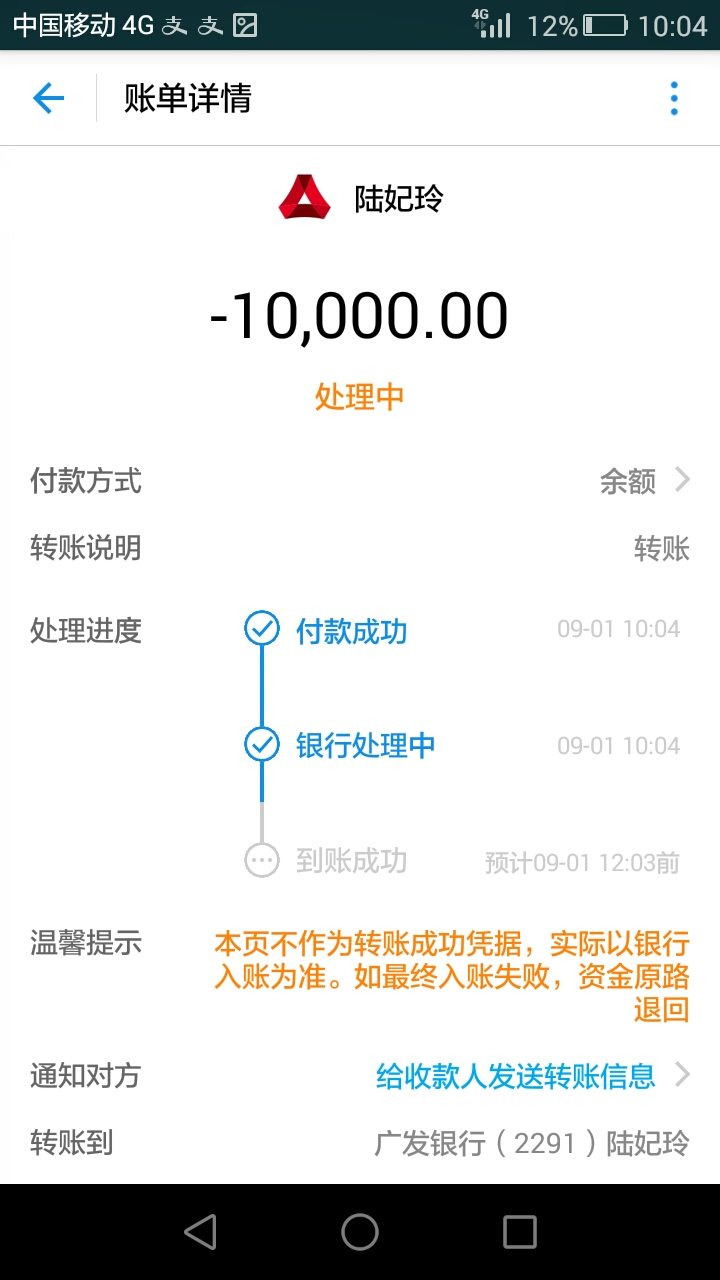 中国移动 4G 支 支 4G 12% 10:04
账单详情
陆妃玲
-10,000.00
处理中
付款方式 余额
转账说明 转账
处理进度 付款成功 09-01 10:04
银行处理中 09-01 10:04
到账成功 预计09-01 12:03前
温馨提示 本页不作为转账成功凭据，实际以银行
入账为准。如最终入账失败，资金原路
退回
通知对方 给收款人发送转账信息
转账到 广发银行（2291）陆妃玲